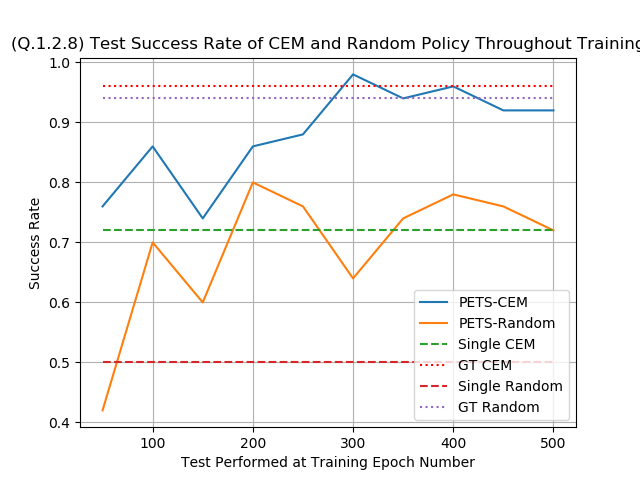 (Q.1.2.8) Test Success Rate of CEM and Random Policy Throughout Training
1.0
0.9
0.8
0.7
0.6
0.5
0.4
Success Rate
100 200 300 400 500
Test Performed at Training Epoch Number
PETS-CEM
PETS-Random
Single CEM
GT CEM
Single Random
GT Random